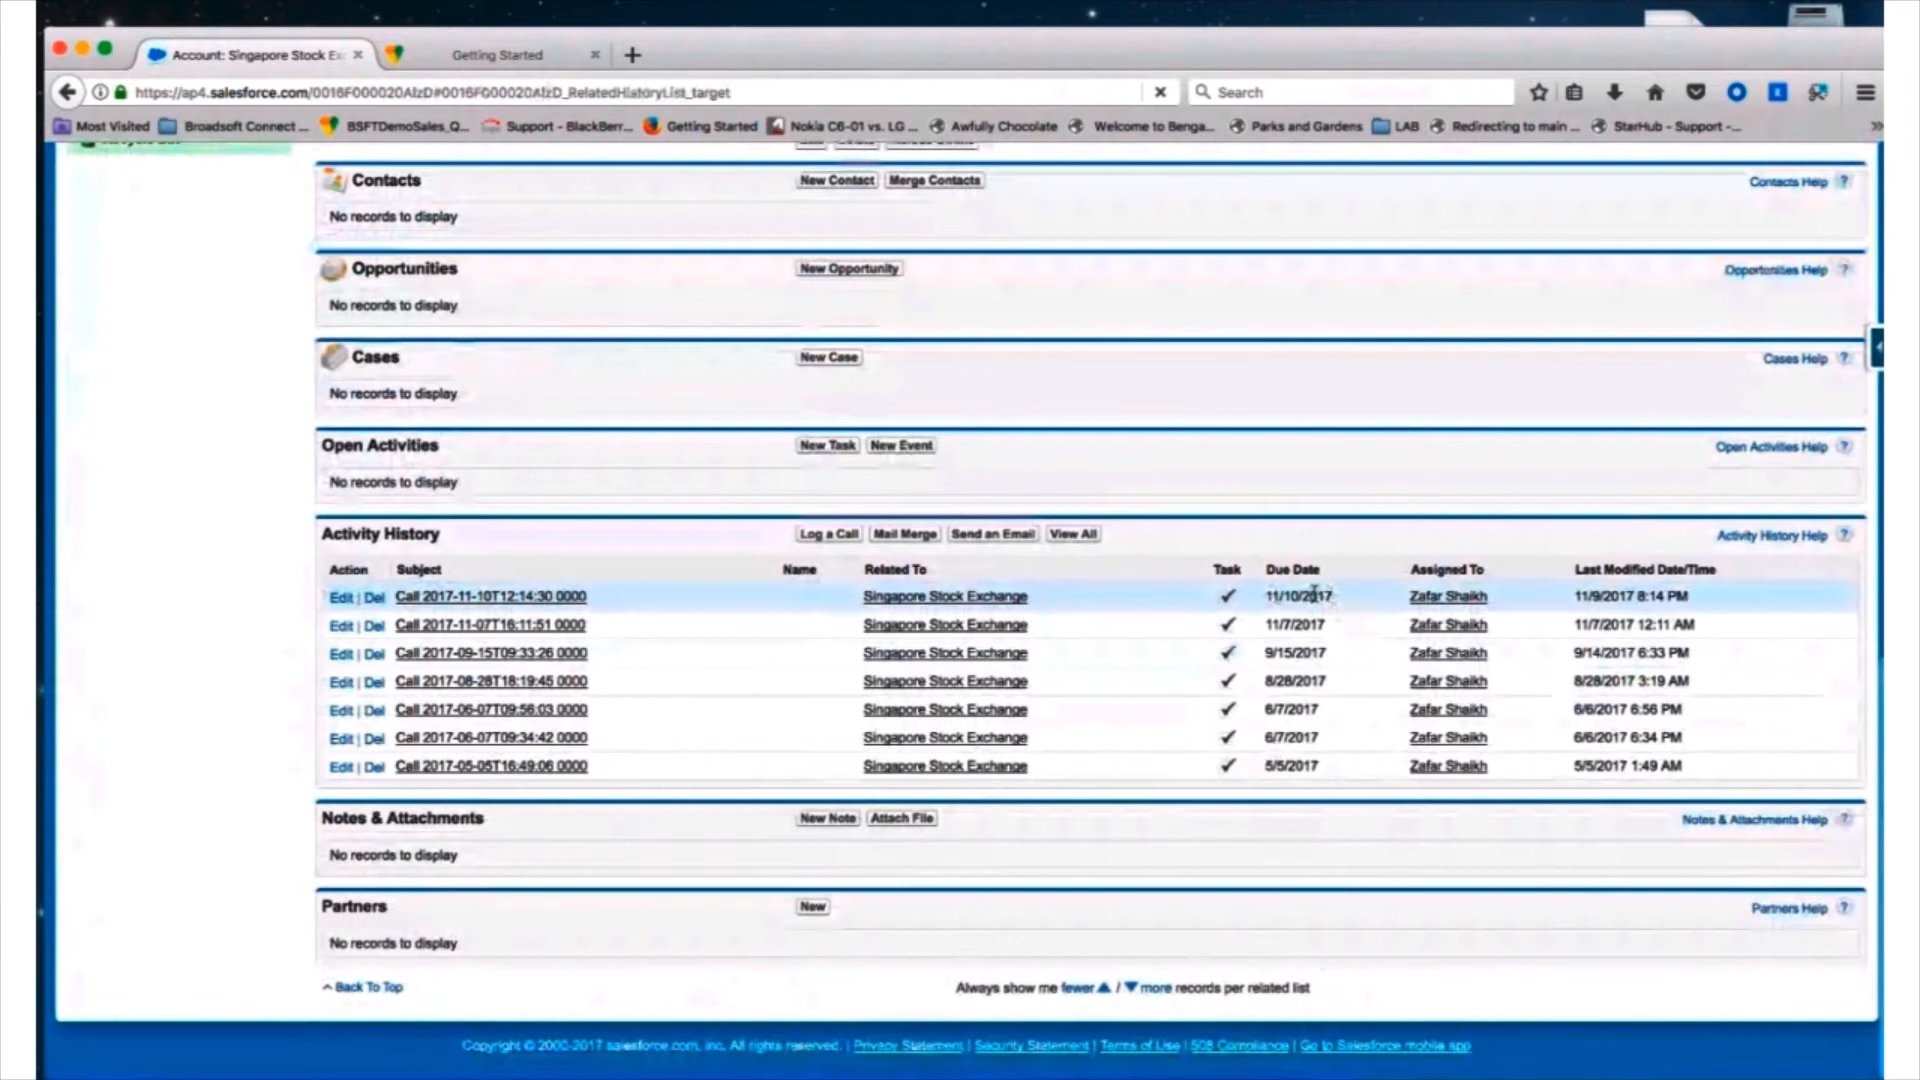 Account: Singapore Stock Ex
Getting Started
https://ap4.salesforce.com/0016F000020AIzD#0016F000020AIzD_RelatedHistoryList_target
Search
Most Visited Broadsoft Connect ... BSFTDemoSales_Q... Support - BlackBerr... Getting Started Nokia C6-01 vs. LG ... Awfully Chocolate Welcome to Benga... Parks and Gardens LAB Redirecting to main ... StarHub - Support -...
Contacts New Contact Merge Contacts Contacts Help ?
No records to display
Opportunities New Opportunity Opportunities Help ?
No records to display
Cases New Case Cases Help ?
No records to display
Open Activities New Task New Event Open Activities Help ?
No records to display
Activity History Log a Call Mail Merge Send an Email View All Activity History Help ?
Action Subject Name Related To Task Due Date Assigned To Last Modified Date/Time
Edit | Del Call 2017-11-10T12:14:30 0000 Singapore Stock Exchange 11/10/2017 Zafar Shaikh 11/9/2017 8:14 PM
Edit | Del Call 2017-11-07T16:11:51 0000 Singapore Stock Exchange 11/7/2017 Zafar Shaikh 11/7/2017 12:11 AM
Edit | Del Call 2017-09-15T09:33:26 0000 Singapore Stock Exchange 9/15/2017 Zafar Shaikh 9/14/2017 6:33 PM
Edit | Del Call 2017-08-28T18:19:45 0000 Singapore Stock Exchange 8/28/2017 Zafar Shaikh 8/28/2017 3:19 AM
Edit | Del Call 2017-06-07T09:56:03 0000 Singapore Stock Exchange 6/7/2017 Zafar Shaikh 6/6/2017 6:56 PM
Edit | Del Call 2017-06-07T09:34:42 0000 Singapore Stock Exchange 6/7/2017 Zafar Shaikh 6/6/2017 6:34 PM
Edit | Del Call 2017-05-05T16:49:06 0000 Singapore Stock Exchange 5/5/2017 Zafar Shaikh 5/5/2017 1:49 AM
Notes & Attachments New Note Attach File Notes & Attachments Help ?
No records to display
Partners New Partners Help ?
No records to display
^ Back To Top Always show me fewer ▲ / ▼ more records per related list
Copyright © 2000-2017 salesforce.com, inc. All rights reserved. | Privacy Statement | Security Statement | Terms of Use | 508 Compliance | Go to Salesforce mobile app